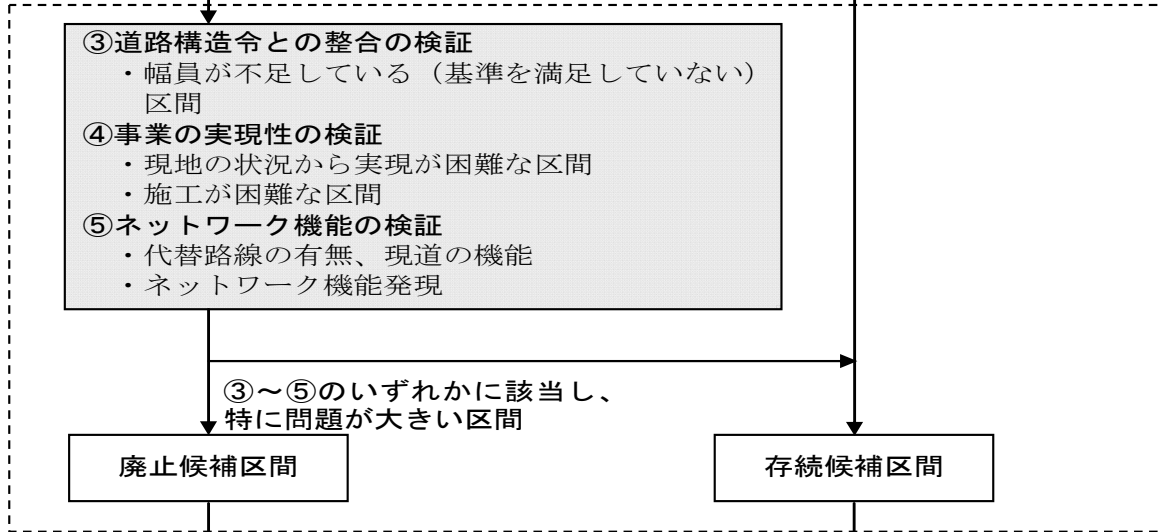 ③道路構造令との整合の検証
・幅員が不足している（基準を満足していない）
区間
④事業の実現性の検証
・現地の状況から実現が困難な区間
・施工が困難な区間
⑤ネットワーク機能の検証
・代替路線の有無、現道の機能
・ネットワーク機能発現
③～⑤のいずれかに該当し、
特に問題が大きい区間
廃止候補区間
存続候補区間